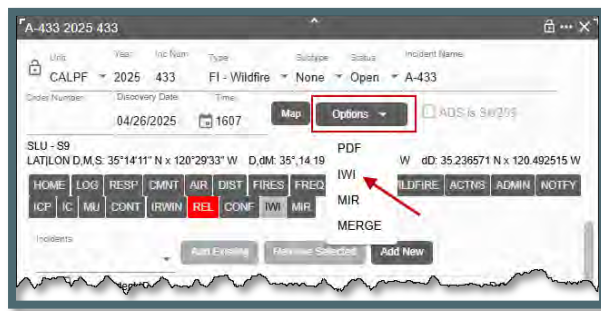 A-433 2025 433
Unit Year Inc Num Type Subtype Status Incident Name
CALPF 2025 433 FI - Wildfire None Open A-433
Order Number Discovery Date Time
04/26/2025 1607 Map Options ADS is
SLU - S9
LAT|LON D,M,S: 35°14'11" N x 120°29'33" W D,dM: 35°,14.19 W dD: 35.236571 N x 120.492515 W
PDF
HOME LOG RESP CMNT AIR DIST FIRES FREQ ACTNS ADMIN NOTFY
IWI
ICP IC MU CONT IRWIN REL CONF IWI MIR
MIR
MERGE
Incidents
Add Existing Remove Selected Add New